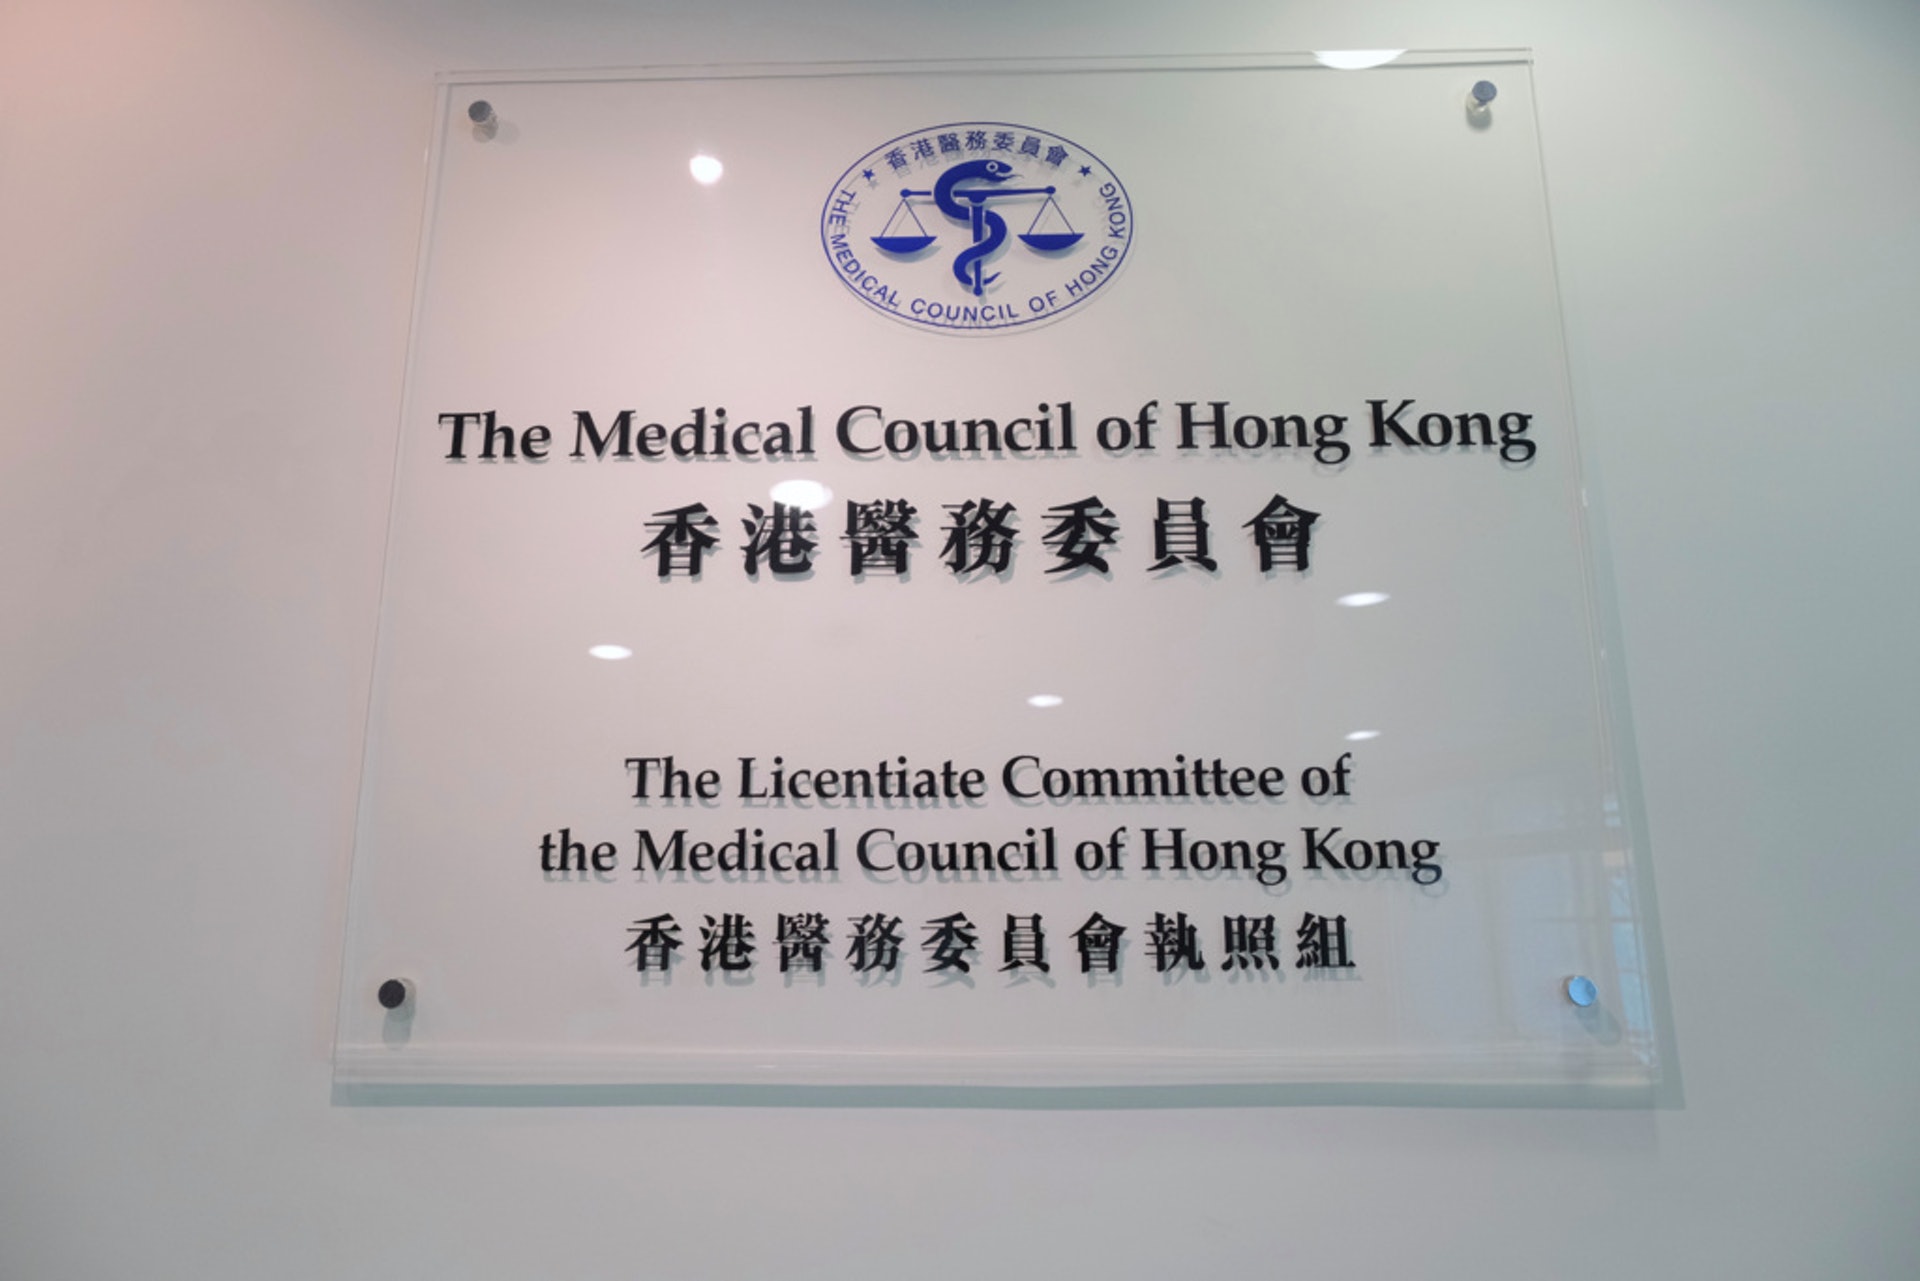 ★ 香港醫務委員會 ★
THE MEDICAL COUNCIL OF HONG KONG
The Medical Council of Hong Kong
香港醫務委員會
The Licentiate Committee of
the Medical Council of Hong Kong
香港醫務委員會執照組